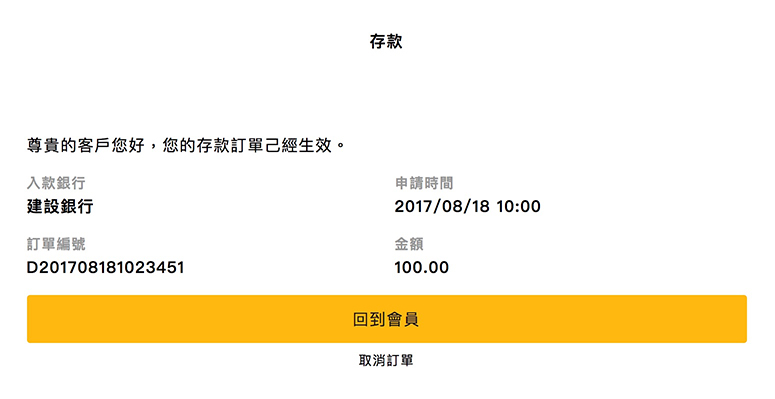 存款
尊貴的客戶您好，您的存款訂單己經生效。
入款銀行
建設銀行
申請時間
2017/08/18 10:00
訂單編號
D201708181023451
金額
100.00
回到會員
取消訂單